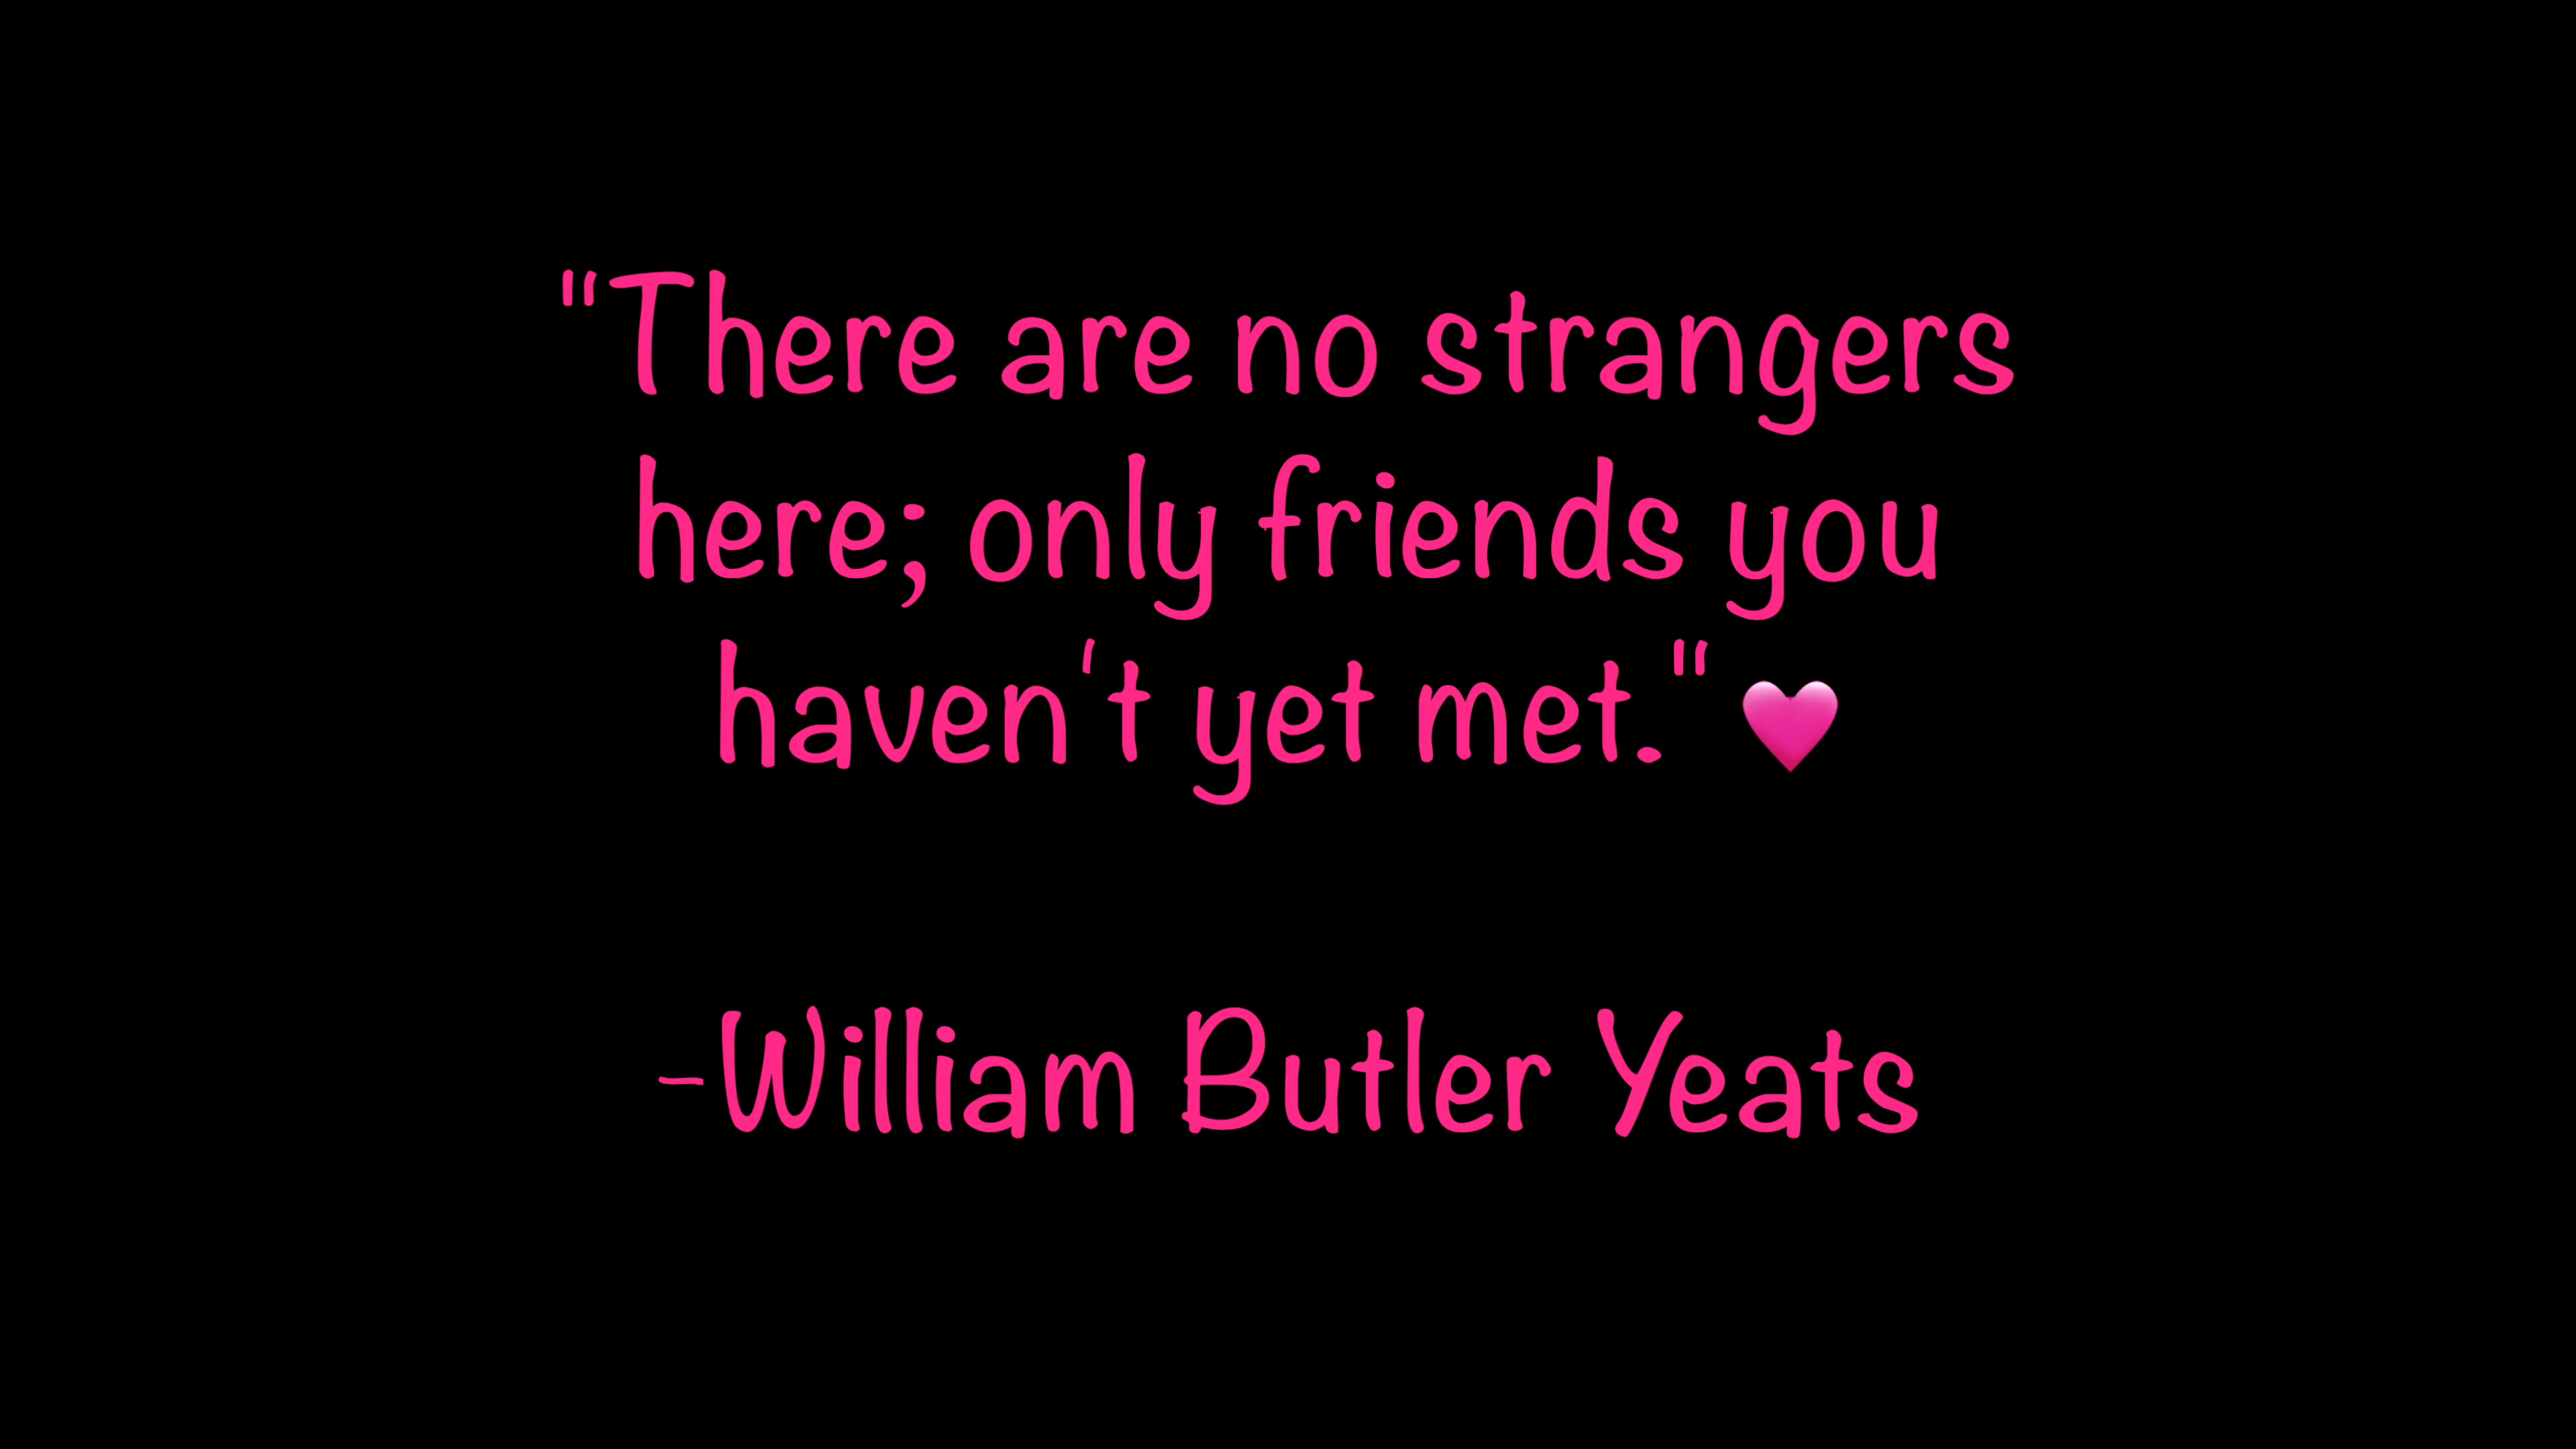 "There are no strangers
here; only friends you
haven't yet met."🩷
-William Butler Yeats